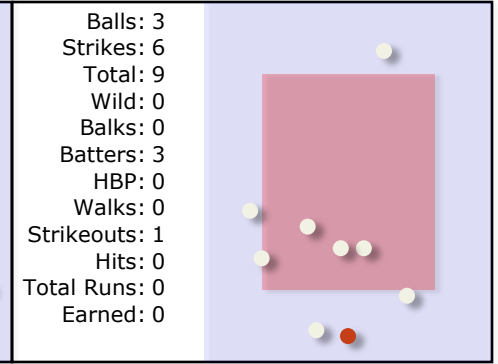 Balls: 3
Strikes: 6
Total: 9
Wild: 0
Balks: 0
Batters: 3
HBP: 0
Walks: 0
Strikeouts: 1
Hits: 0
Total Runs: 0
Earned: 0